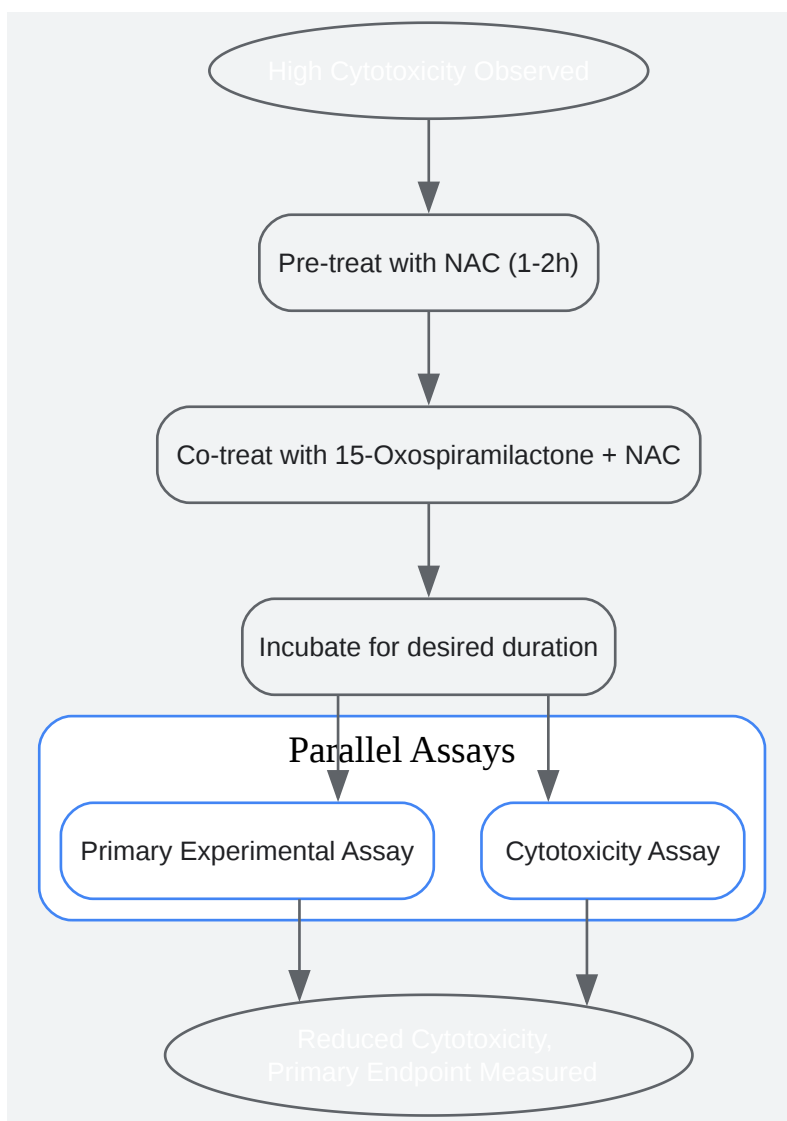 High Cytotoxicity Observed
Pre-treat with NAC (1-2h)
Co-treat with 15-Oxospiramilactone + NAC
Incubate for desired duration
Parallel Assays
Primary Experimental Assay
Cytotoxicity Assay
Reduced Cytotoxicity,
Primary Endpoint Measured